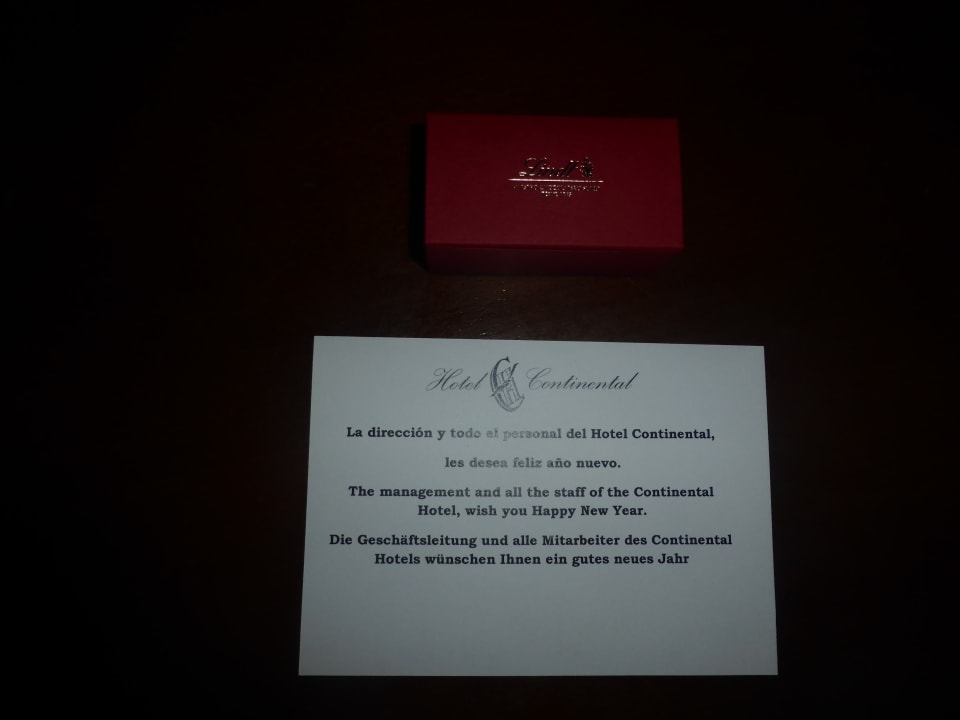 Lindt
Hotel Continental
La dirección y todo el personal del Hotel Continental,
les desea feliz año nuevo.
The management and all the staff of the Continental
Hotel, wish you Happy New Year.
Die Geschäftsleitung und alle Mitarbeiter des Continental
Hotels wünschen Ihnen ein gutes neues Jahr